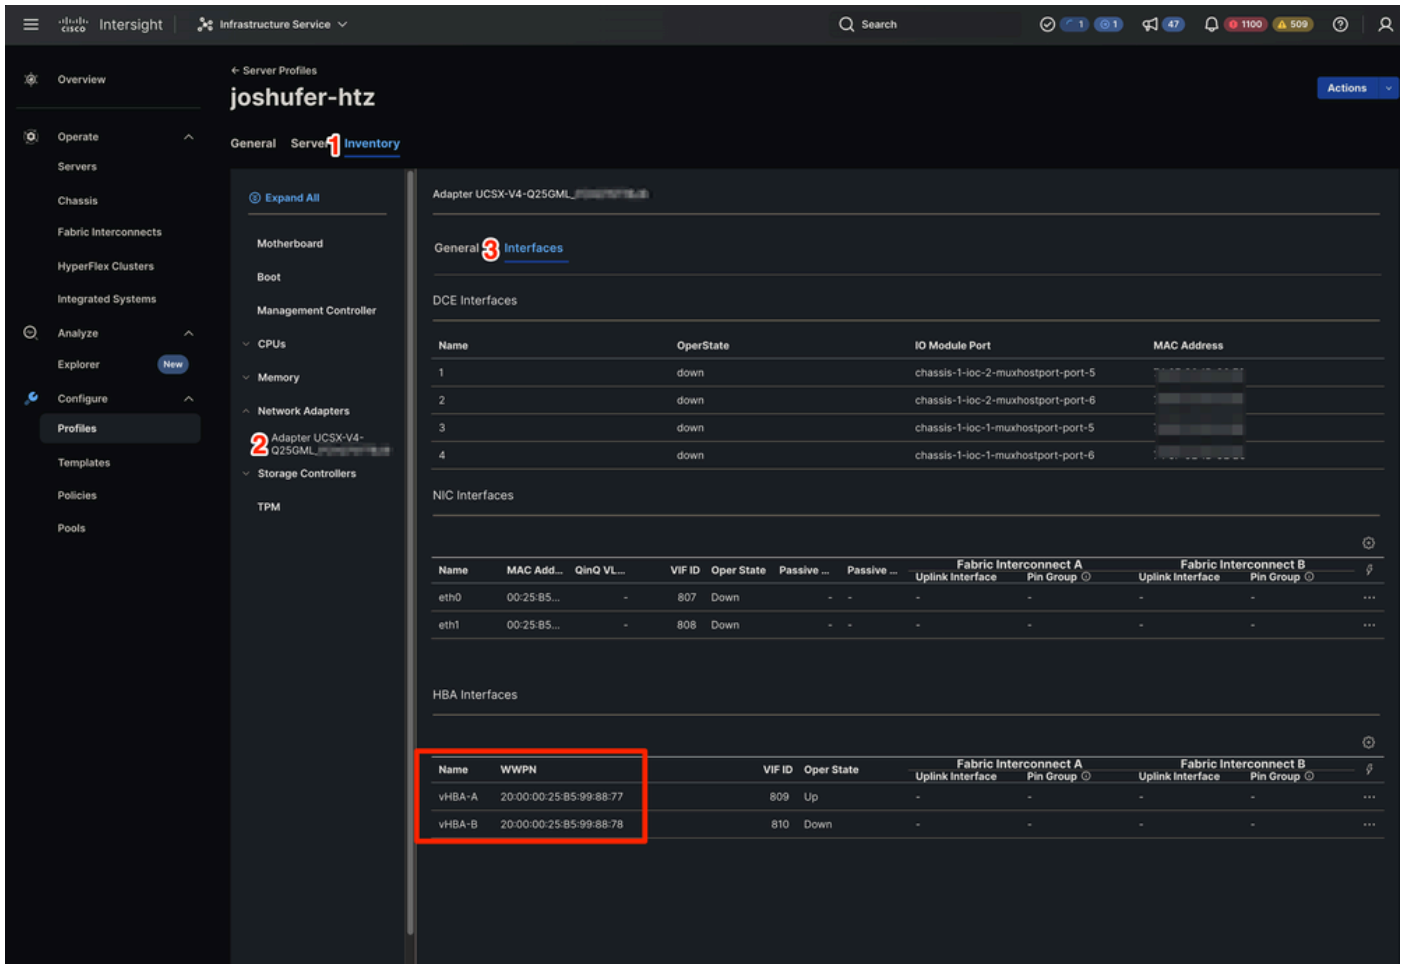 cisco Intersight Infrastructure Service Search 1 1 47 1100 509
Overview
Operate
Servers
Chassis
Fabric Interconnects
HyperFlex Clusters
Integrated Systems
Analyze
Explorer New
Configure
Profiles
Templates
Policies
Pools
← Server Profiles
joshufer-htz
Actions
General Server 1 Inventory
Expand All
Motherboard
Boot
Management Controller
CPUs
Memory
Network Adapters
2 Adapter UCSX-V4-
Q25GML_
Storage Controllers
TPM
Adapter UCSX-V4-Q25GML_
General 3 Interfaces
DCE Interfaces
Name OperState IO Module Port MAC Address
1 down chassis-1-ioc-2-muxhostport-port-5
2 down chassis-1-ioc-2-muxhostport-port-6
3 down chassis-1-ioc-1-muxhostport-port-5
4 down chassis-1-ioc-1-muxhostport-port-6
NIC Interfaces
Fabric Interconnect A Fabric Interconnect B
Name MAC Add... QinQ VL... VIF ID Oper State Passive ... Passive ... Uplink Interface Pin Group Uplink Interface Pin Group
eth0 00:25:B5... - 807 Down - - - - - - ...
eth1 00:25:B5... - 808 Down - - - - - - ...
HBA Interfaces
Fabric Interconnect A Fabric Interconnect B
Name WWPN VIF ID Oper State Uplink Interface Pin Group Uplink Interface Pin Group
vHBA-A 20:00:00:25:B5:99:88:77 809 Up - - - - ...
vHBA-B 20:00:00:25:B5:99:88:78 810 Down - - - - ...